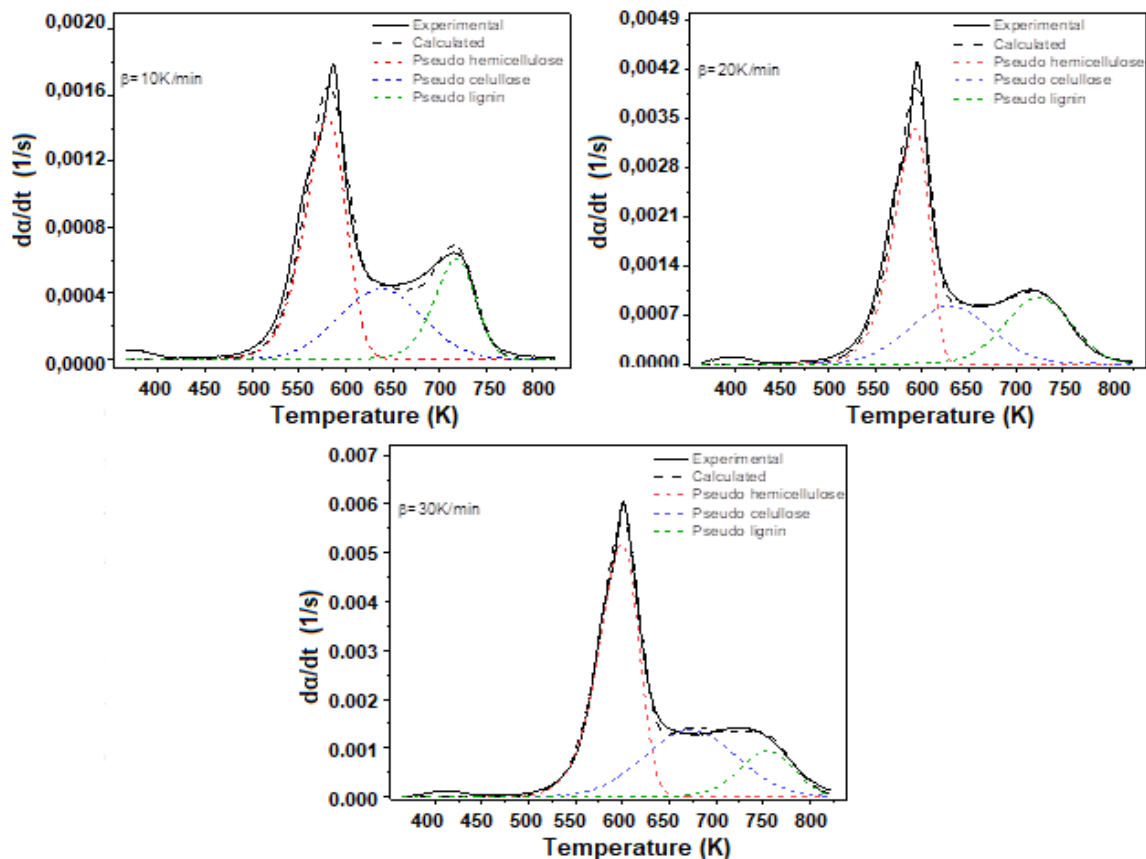 0,0020
0,0016
0,0012
0,0008
0,0004
0,0000
dα/dt (1/s)
β= 10K/min
Experimental
Calculated
Pseudo hemicellulose
Pseudo celullose
Pseudo lignin
400 450 500 550 600 650 700 750 800
Temperature (K)
0,0049
0,0042
0,0035
0,0028
0,0021
0,0014
0,0007
0.0000
dα/dt (1/s)
β= 20K/min
Experimental
Calculated
Pseudo hemicellulose
Pseudo celullose
Pseudo lignin
400 450 500 550 600 650 700 750 800
Temperature (K)
0.007
0.006
0.005
0.004
0.003
0.002
0.001
0.000
dα/dt (1/s)
β= 30K/min
Experimental
Calculated
Pseudo hemicellulose
Pseudo celullose
Pseudo lignin
400 450 500 550 600 650 700 750 800
Temperature (K)